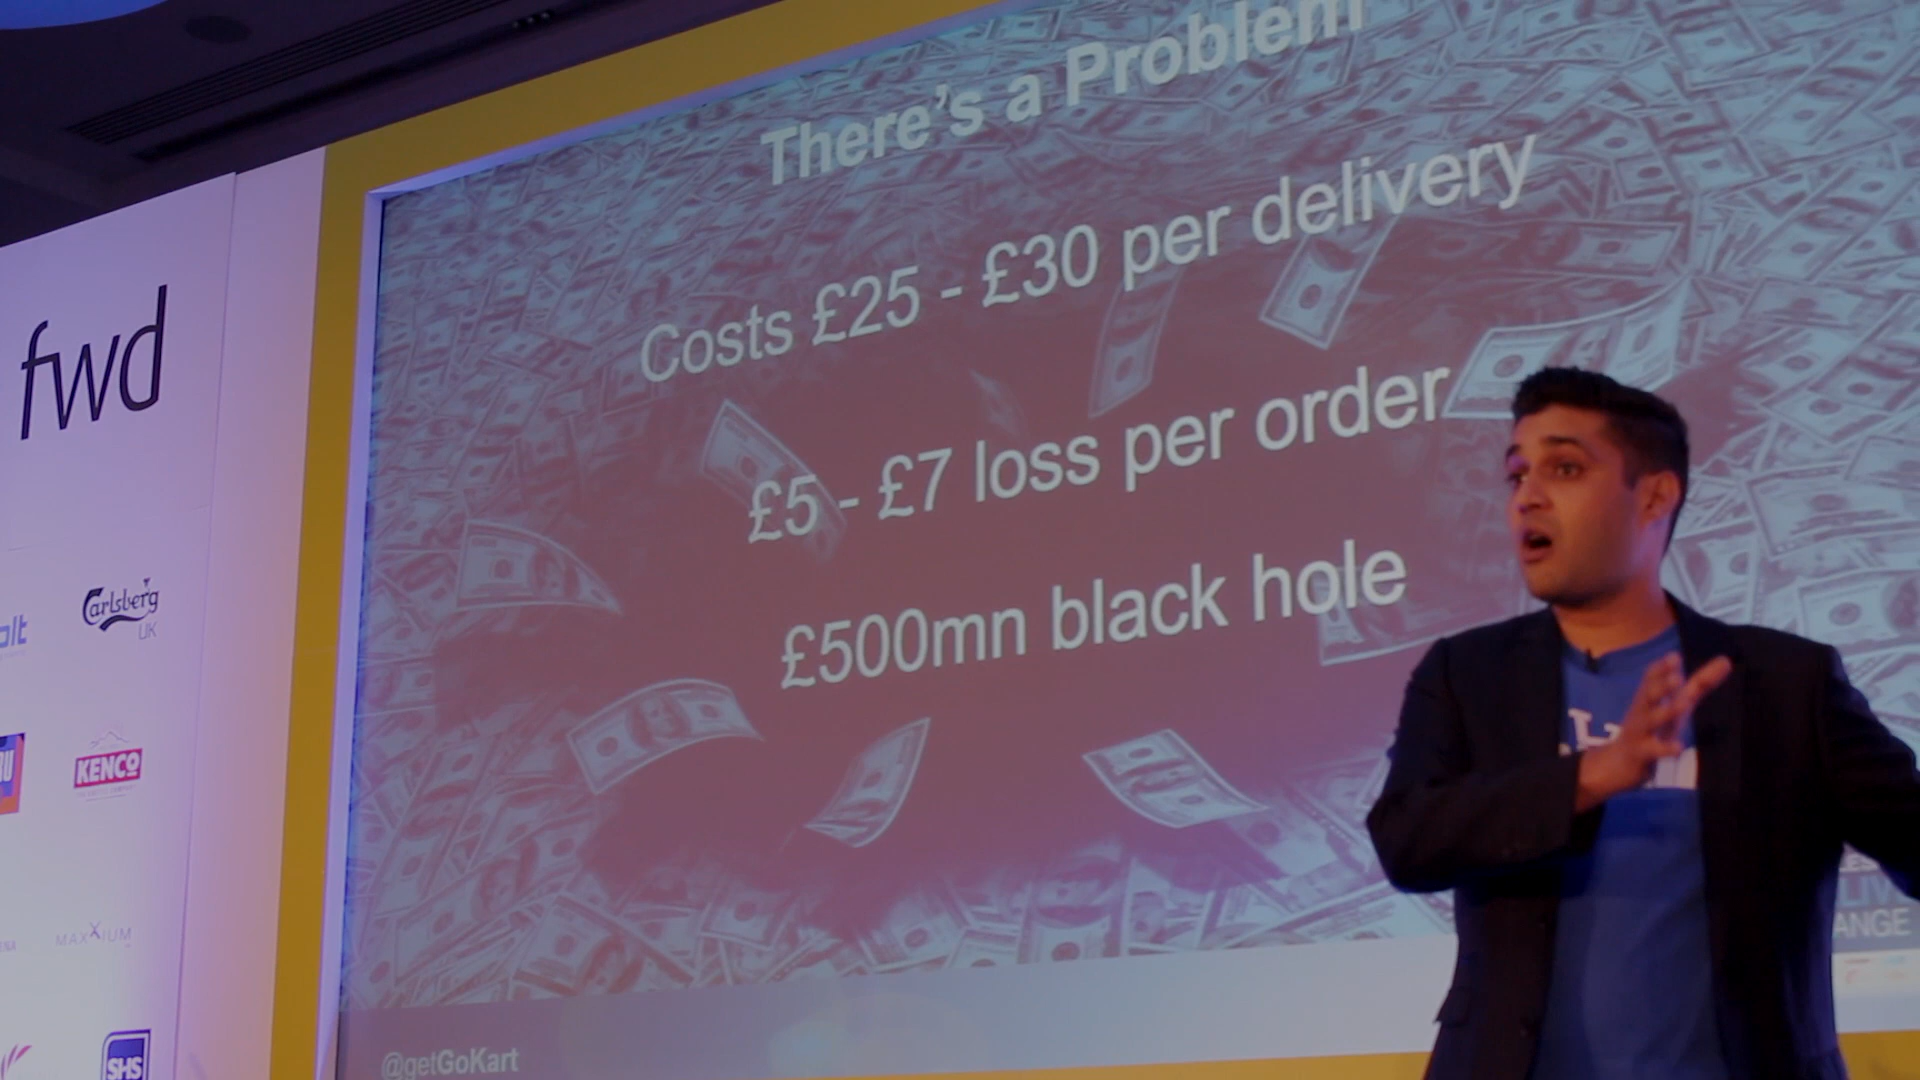 There's a Problem
Costs £25 - £30 per delivery
£5 - £7 loss per order
£500mn black hole
@getGoKart
fwd
Carlsberg
UK
KENCO
MAXXIUM
SHS
ANGE